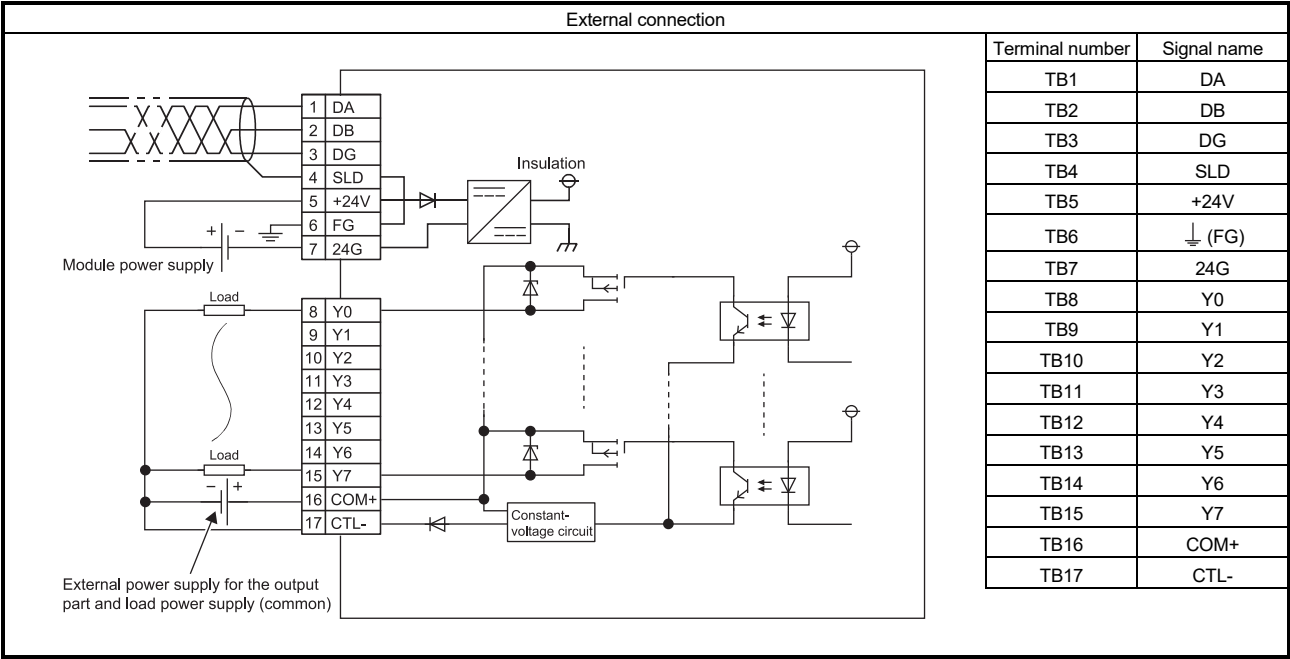 External connection
Terminal number Signal name
TB1 DA
TB2 DB
TB3 DG
TB4 SLD
TB5 +24V
TB6 (FG)
TB7 24G
TB8 Y0
TB9 Y1
TB10 Y2
TB11 Y3
TB12 Y4
TB13 Y5
TB14 Y6
TB15 Y7
TB16 COM+
TB17 CTL-
1 DA
2 DB
3 DG
4 SLD
5 +24V
6 FG
7 24G
Insulation
+ −
Module power supply
Load
8 Y0
9 Y1
10 Y2
11 Y3
12 Y4
13 Y5
14 Y6
15 Y7
16 COM+
17 CTL-
Load
− +
Constant-
voltage circuit
External power supply for the output
part and load power supply (common)